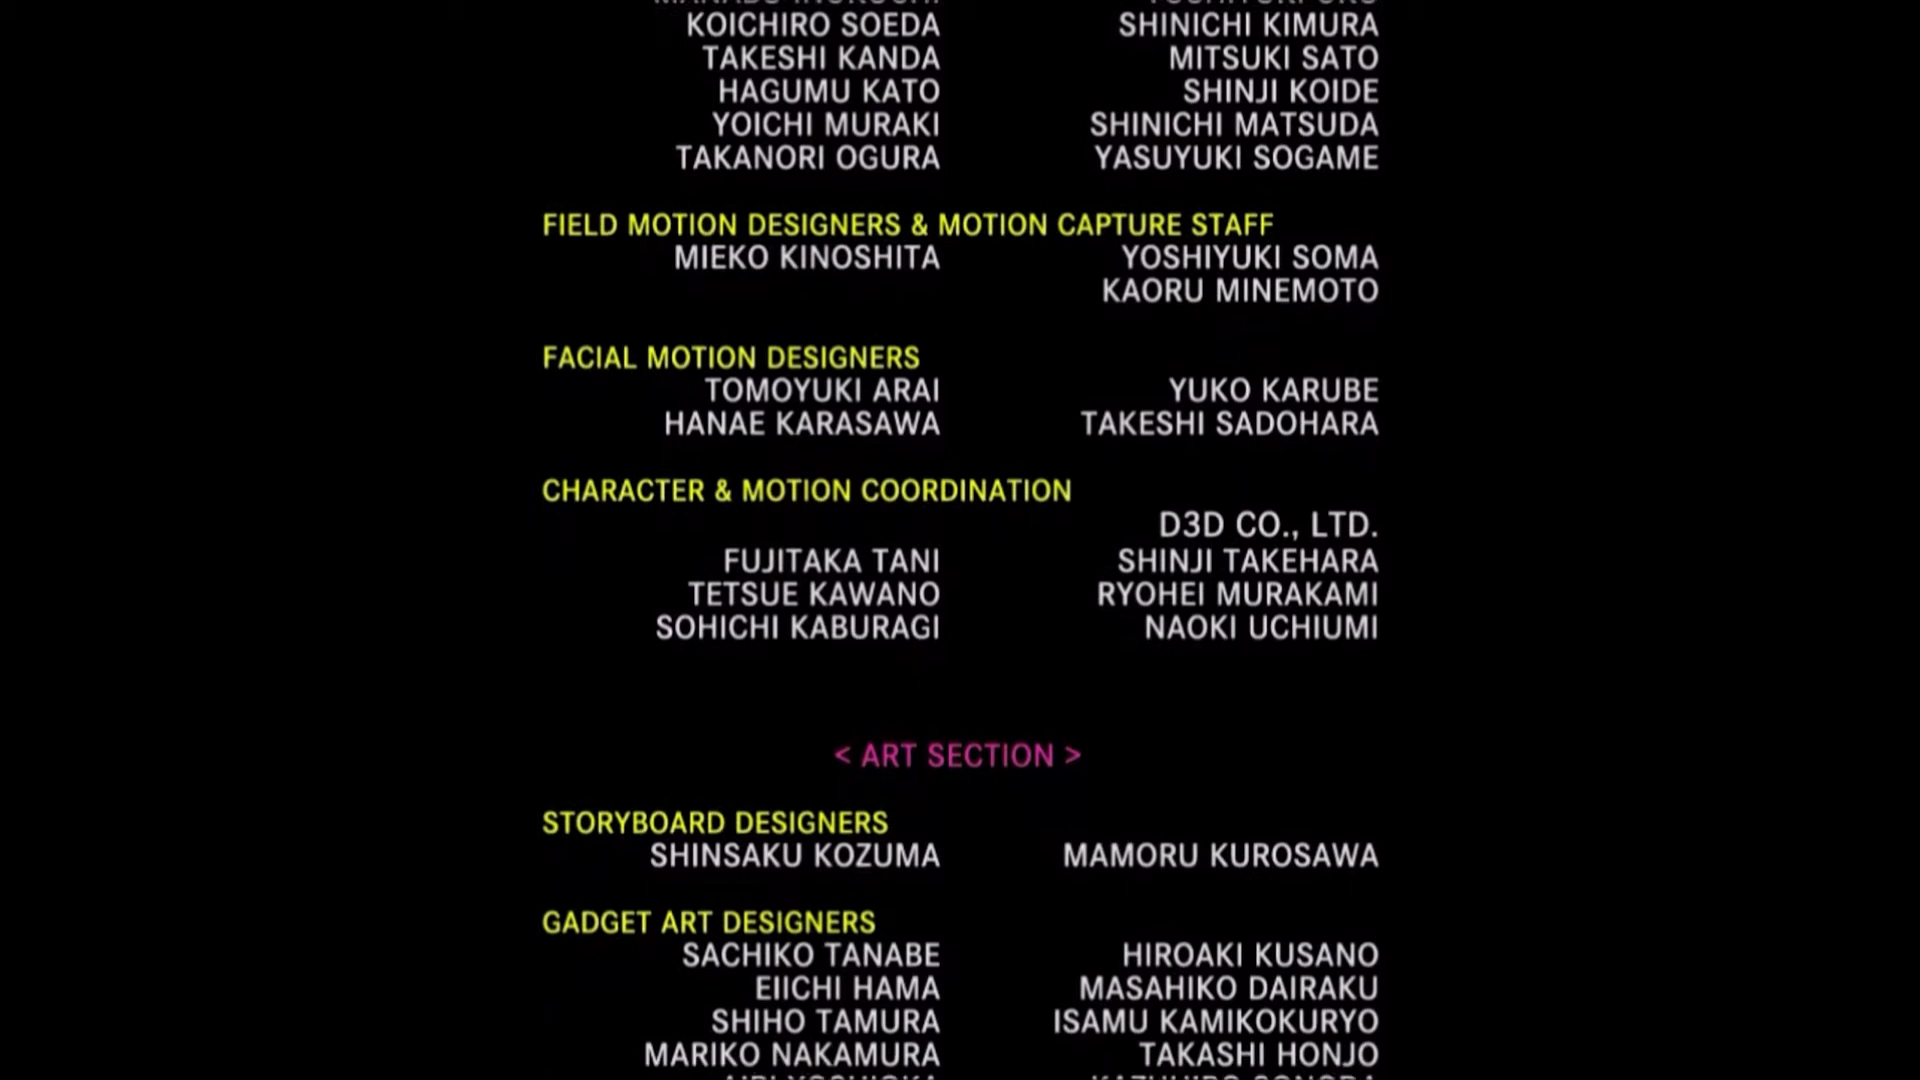 KOICHIRO SOEDA SHINICHI KIMURA
TAKESHI KANDA MITSUKI SATO
HAGUMU KATO SHINJI KOIDE
YOICHI MURAKI SHINICHI MATSUDA
TAKANORI OGURA YASUYUKI SOGAME
FIELD MOTION DESIGNERS & MOTION CAPTURE STAFF
MIEKO KINOSHITA YOSHIYUKI SOMA
KAORU MINEMOTO
FACIAL MOTION DESIGNERS
TOMOYUKI ARAI YUKO KARUBE
HANAE KARASAWA TAKESHI SADOHARA
CHARACTER & MOTION COORDINATION
D3D CO., LTD.
FUJITAKA TANI SHINJI TAKEHARA
TETSUE KAWANO RYOHEI MURAKAMI
SOHICHI KABURAGI NAOKI UCHIUMI
< ART SECTION >
STORYBOARD DESIGNERS
SHINSAKU KOZUMA MAMORU KUROSAWA
GADGET ART DESIGNERS
SACHIKO TANABE HIROAKI KUSANO
EIICHI HAMA MASAHIKO DAIRAKU
SHIHO TAMURA ISAMU KAMIKOKURYO
MARIKO NAKAMURA TAKASHI HONJO